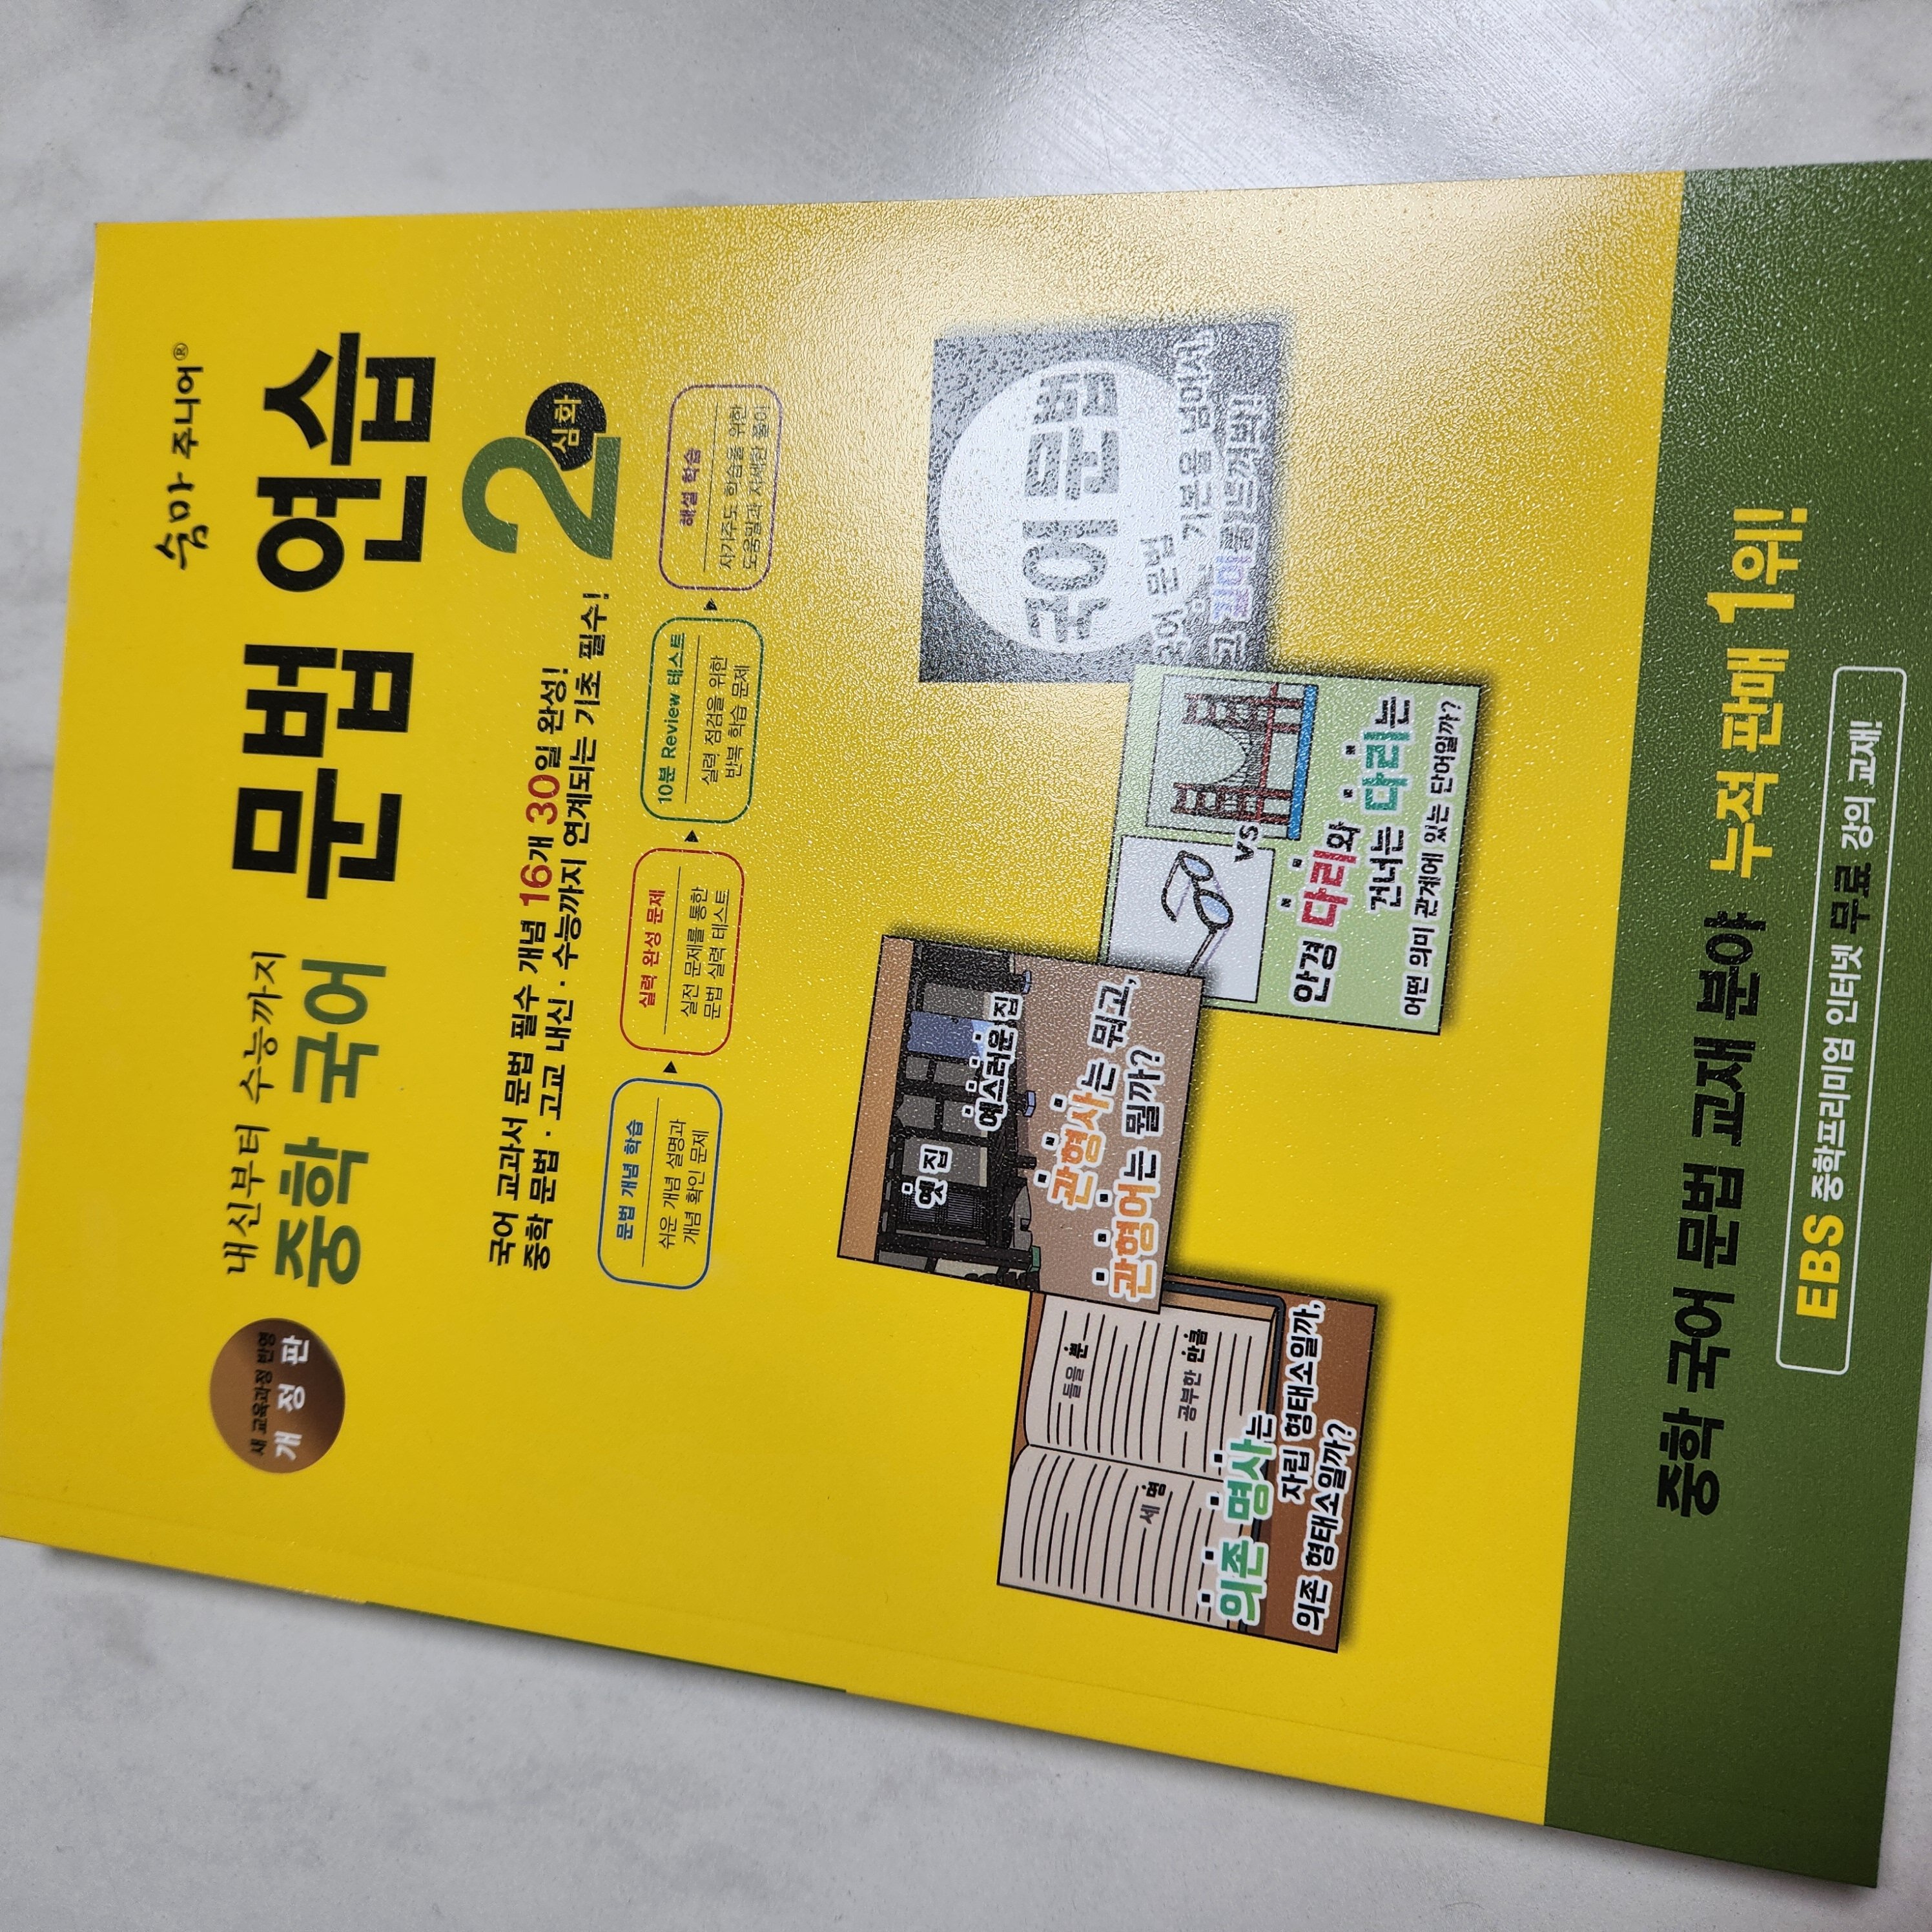 숨마 주니어®
새 교육과정 반영
개정판
내신부터 수능까지
중학 국어 문법 연습
2 심화
국어 교과서 문법 필수 개념 16개 30일 완성!
중학 문법·고교 내신·수능까지 연계되는 기초 필수!
문법 개념 학습
쉬운 개념 설명과
개념 확인 문제
실력 완성 문제
실전 문제를 통한
문법 실력 테스트
10분 Review 테스트
실력 점검을 위한
반복 학습 문제
해설 학습
자기주도 학습을 위한
도움말과 자세한 풀이
들을 뿐
공부한 만큼
세 명
의존 명사는
자립 형태소일까,
의존 형태소일까?
옛 집
예스러운 집
관형사는 뭐고,
관형어는 뭘까?
vs
안경 다리와
건너는 다리는
어떤 의미 관계에 있는 단어일까?
국어 문법
국어 문법
기본을 넘어서,
중학 국어 문법 교재 분야 누적 판매 1위!
EBS 중학프리미엄 인터넷 무료 강의 교재!